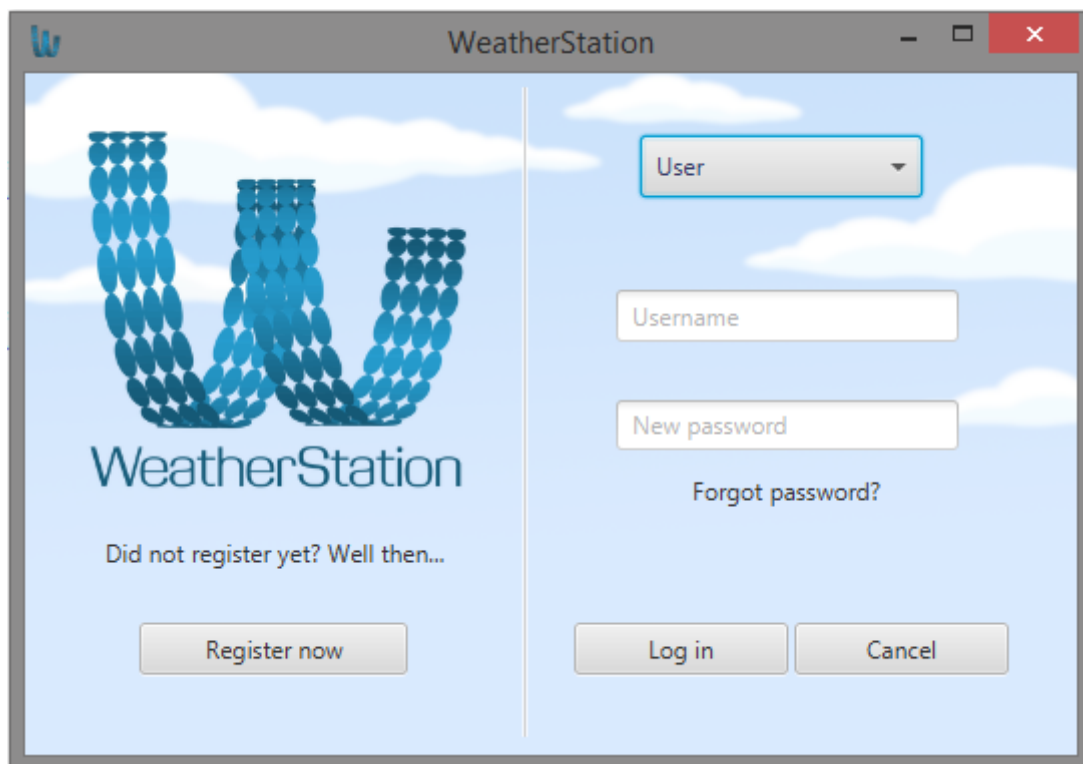 WeatherStation
WeatherStation
Did not register yet? Well then...
Register now
User
Username
New password
Forgot password?
Log in
Cancel